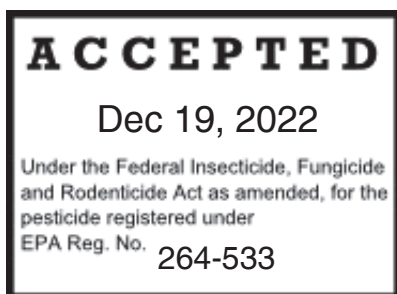 ACCEPTED
Dec 19, 2022
Under the Federal Insecticide, Fungicide
and Rodenticide Act as amended, for the
pesticide registered under
EPA Reg. No. 264-533